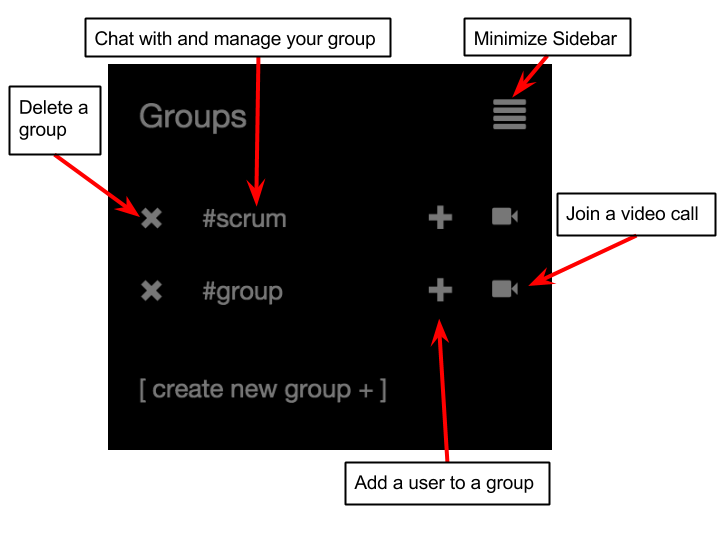 Chat with and manage your group
Minimize Sidebar
Delete a
group
Groups
#scrum
Join a video call
#group
[ create new group + ]
Add a user to a group